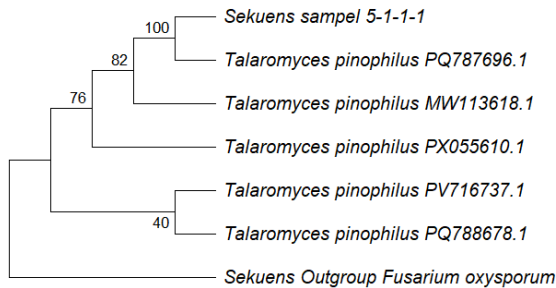 Sekuens sampel 5-1-1-1
100
Talaromyces pinophilus PQ787696.1
82
Talaromyces pinophilus MW113618.1
76
Talaromyces pinophilus PX055610.1
Talaromyces pinophilus PV716737.1
40
Talaromyces pinophilus PQ788678.1
Sekuens Outgroup Fusarium oxysporum